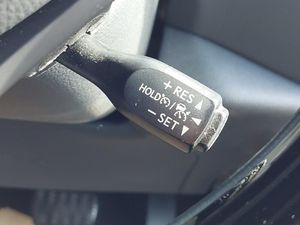 + RES
HOLD /
− SET